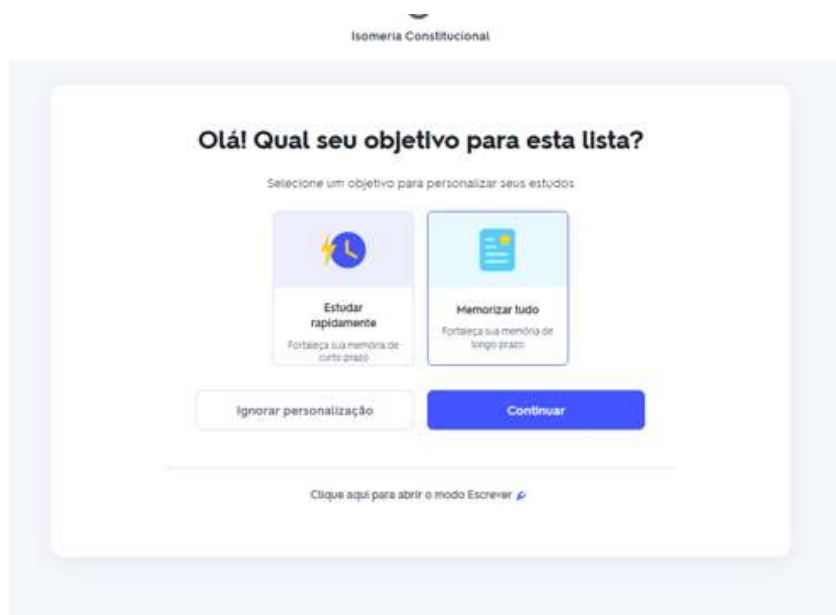 Isomeria Constitucional
Olá! Qual seu objetivo para esta lista?
Selecione um objetivo para personalizar seus estudos
Estudar
rapidamente
Fortaleça sua memória de
curto prazo
Memorizar tudo
Fortaleça sua memória de
longo prazo
Ignorar personalização
Continuar
Clique aqui para abrir o modo Escrever